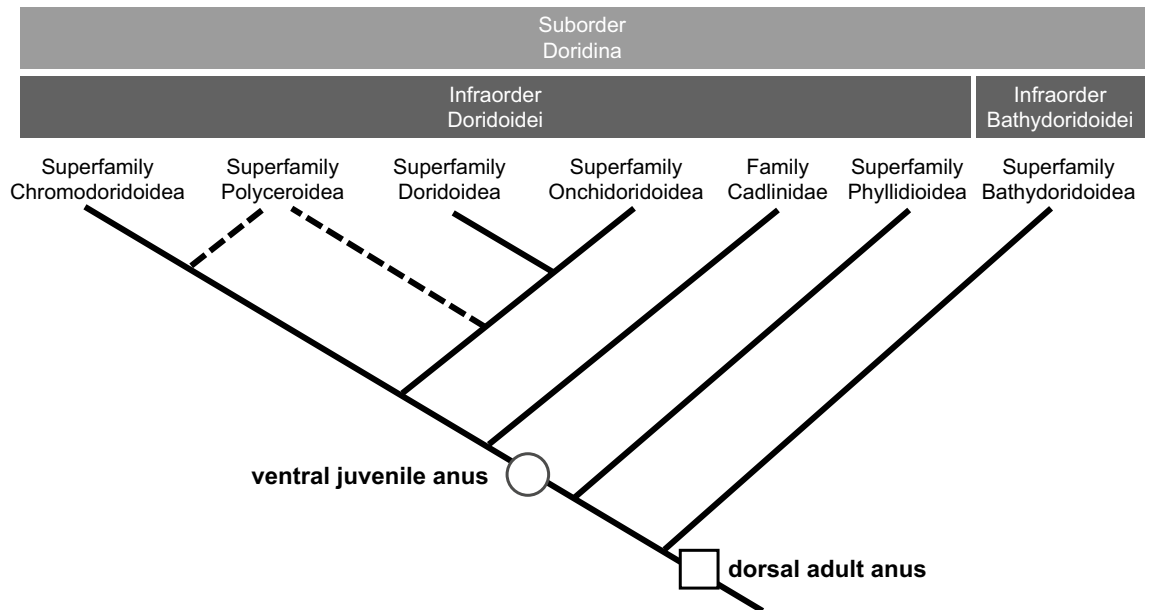 Suborder
Doridina
Infraorder
Doridoidei
Infraorder
Bathydoridoidei
Superfamily
Chromodoridoidea
Superfamily
Polyceroidea
Superfamily
Doridoidea
Superfamily
Onchidoridoidea
Family
Cadlinidae
Superfamily
Phyllidioidea
Superfamily
Bathydoridoidea
ventral juvenile anus
dorsal adult anus